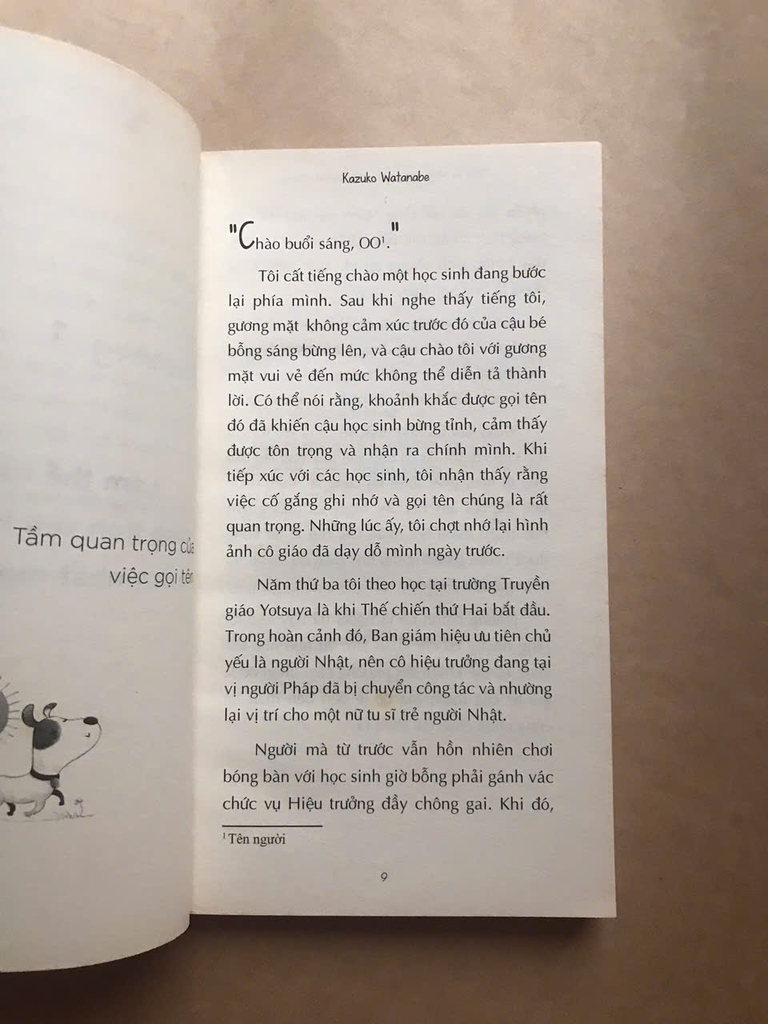 Tầm quan trọng của
việc gọi tên
Kazuko Watanabe
"Chào buổi sáng, OO¹."
Tôi cất tiếng chào một học sinh đang bước
lại phía mình. Sau khi nghe thấy tiếng tôi,
gương mặt không cảm xúc trước đó của cậu bé
bỗng sáng bừng lên, và cậu chào tôi với gương
mặt vui vẻ đến mức không thể diễn tả thành
lời. Có thể nói rằng, khoảnh khắc được gọi tên
đó đã khiến cậu học sinh bừng tỉnh, cảm thấy
được tôn trọng và nhận ra chính mình. Khi
tiếp xúc với các học sinh, tôi nhận thấy rằng
việc cố gắng ghi nhớ và gọi tên chúng là rất
quan trọng. Những lúc ấy, tôi chợt nhớ lại hình
ảnh cô giáo đã dạy dỗ mình ngày trước.
Năm thứ ba tôi theo học tại trường Truyền
giáo Yotsuya là khi Thế chiến thứ Hai bắt đầu.
Trong hoàn cảnh đó, Ban giám hiệu ưu tiên chủ
yếu là người Nhật, nên cô hiệu trưởng đang tại
vị người Pháp đã bị chuyển công tác và nhường
lại vị trí cho một nữ tu sĩ trẻ người Nhật.
Người mà từ trước vẫn hồn nhiên chơi
bóng bàn với học sinh giờ bỗng phải gánh vác
chức vụ Hiệu trưởng đầy chông gai. Khi đó,
¹ Tên người
9